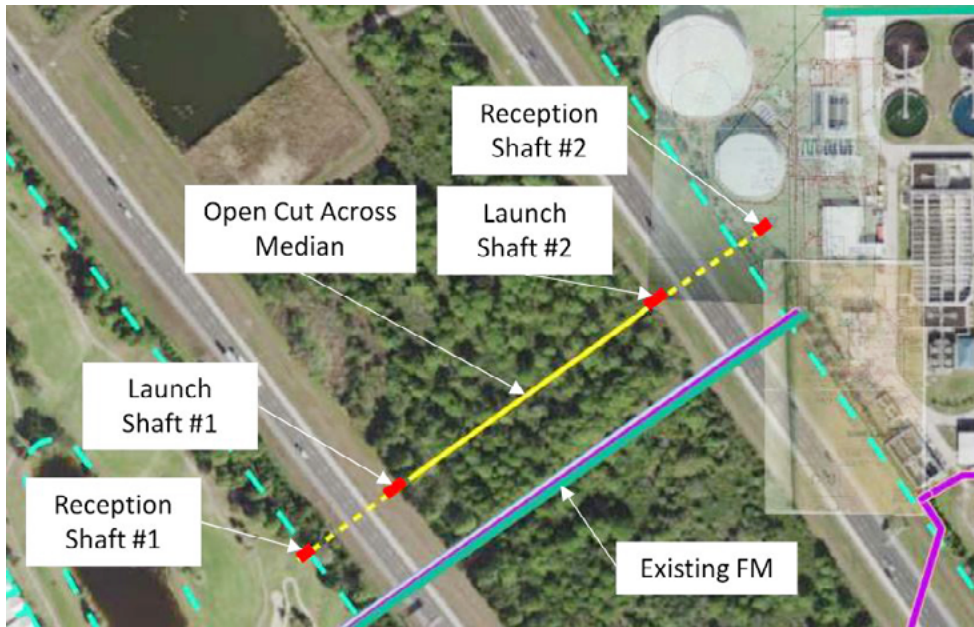 Reception
Shaft #2
Open Cut Across
Median
Launch
Shaft #2
Launch
Shaft #1
Reception
Shaft #1
Existing FM